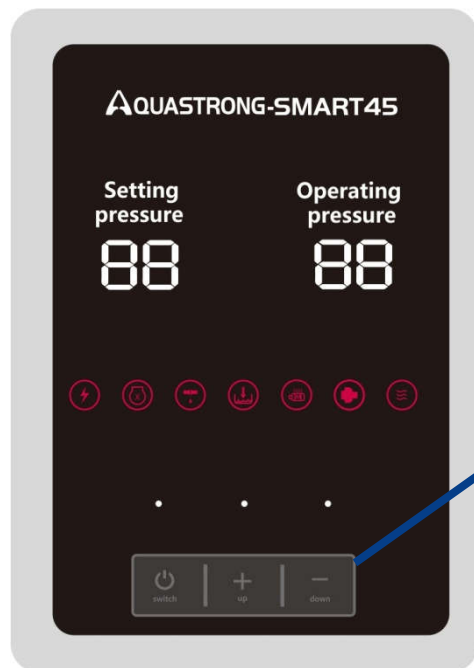 AQUASTRONG-SMART45
Setting pressure
Operating pressure
88
88
switch
up
down